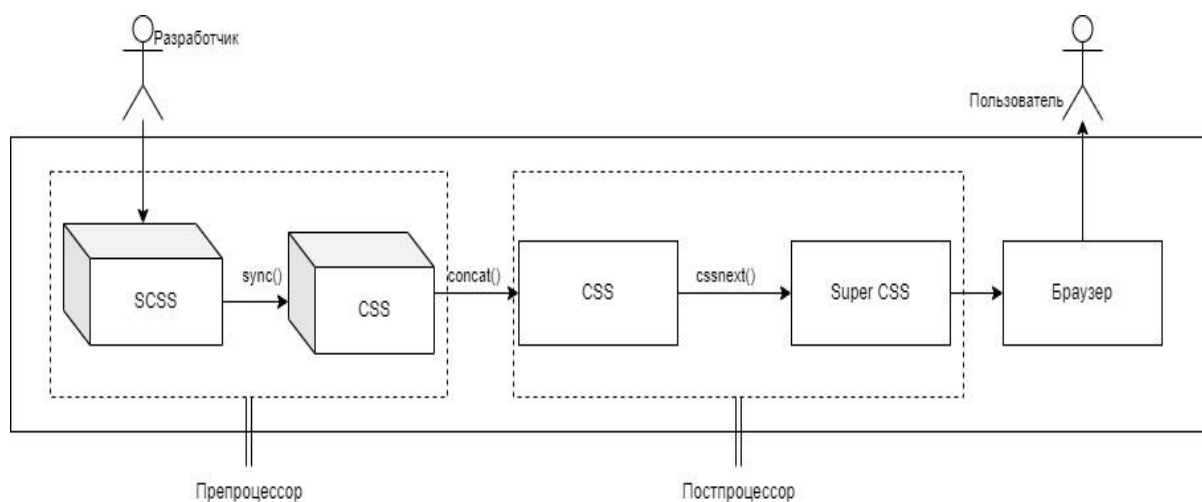 Разработчик
Пользователь
SCSS
sync()
CSS
concat()
CSS
cssnext()
Super CSS
Браузер
Препроцессор
Постпроцессор